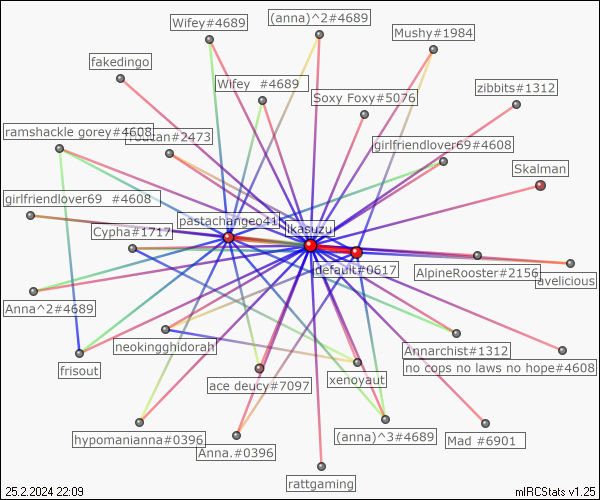 Wifey#4689
(anna)^2#4689
Mushy#1984
fakedingo
Wifey  #4689
Soxy Foxy#5076
zibbits#1312
ramshackle gorey#4608
#2473
girlfriendlover69#4608
Skalman
girlfriendlover69  #4608
pastachangeo41
Cypha#1717
ikasuzu
default#0617
AlpineRooster#2156
avelicious
Anna^2#4689
neokingghidorah
Annarchist#1312
frisout
ace deucy#7097
xenoyaut
no cops no laws no hope#4608
hypomanianna#0396
Anna.#0396
(anna)^3#4689
Mad #6901
rattgaming
25.2.2024 22:09
mIRCStats v1.25